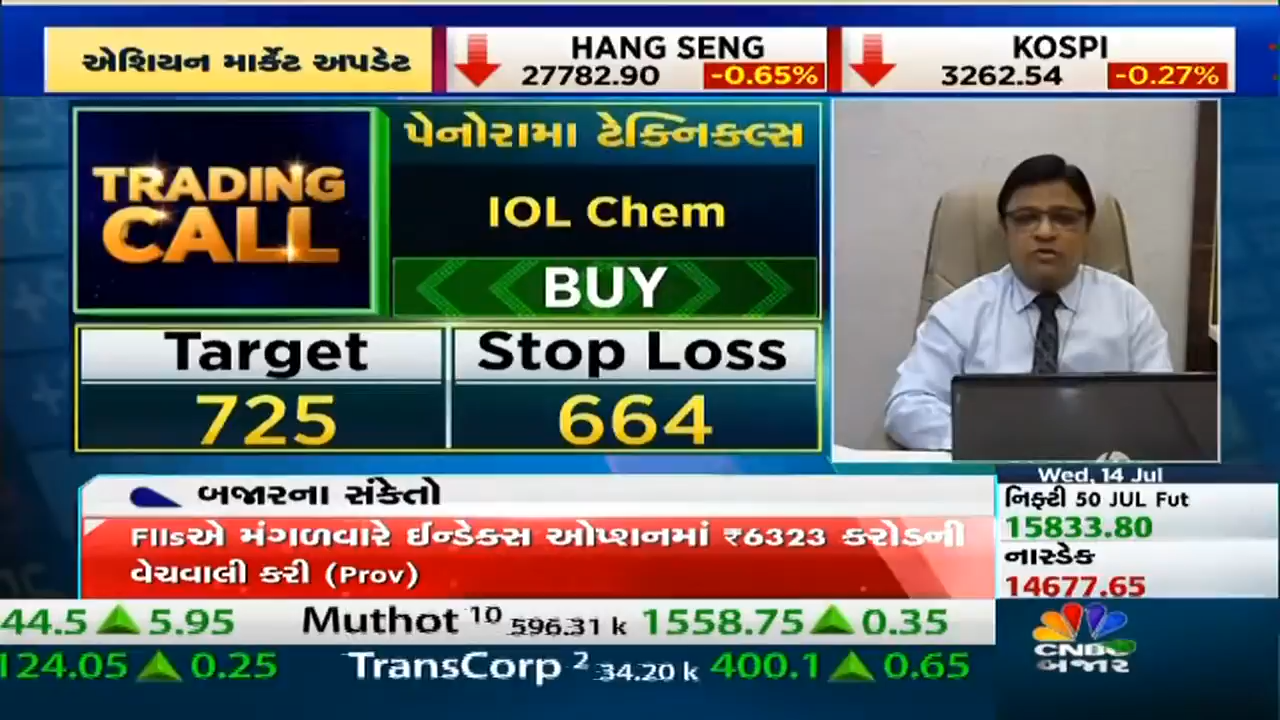 એશિયન માર્કેટ અપડેટ
HANG SENG
27782.90 -0.65%
KOSPI
3262.54 -0.27%
TRADING
CALL
પેનોરામા ટેક્નિકલ્સ
IOL Chem
BUY
Target
725
Stop Loss
664
બજારના સંકેતો
FIIsએ મંગળવારે ઈન્ડેક્સ ઓપ્શનમાં ₹6323 કરોડની
વેચવાલી કરી (Prov)
Wed, 14 Jul
નિફ્ટી 50 JUL Fut
15833.80
નાસ્ડેક
14677.65
44.5 5.95 Muthot 10 596.31 k 1558.75 0.35
124.05 0.25 TransCorp 2 34.20 k 400.1 0.65
CNBC
બજાર